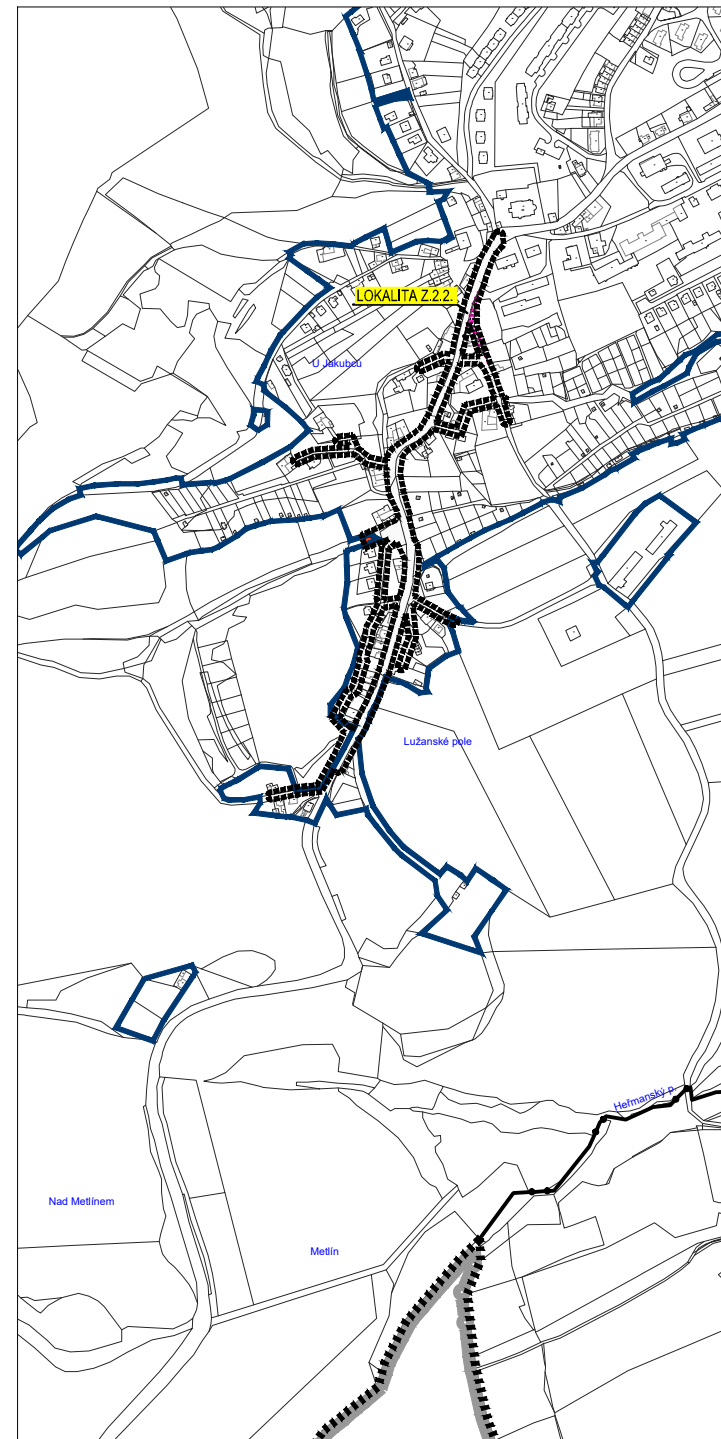 LOKALITA Z.2.2.
U Jakubců
Lužanské pole
Heřmanský p.
Nad Metlínem
Metlín